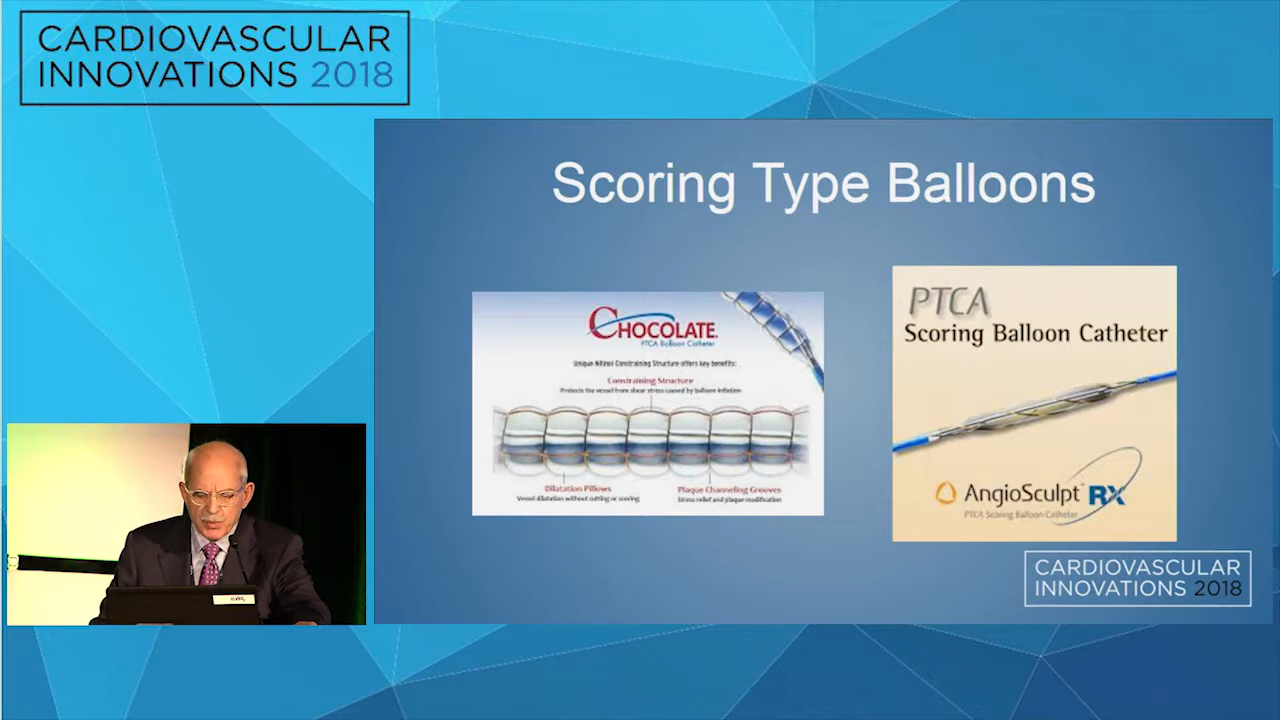 CARDIOVASCULAR
INNOVATIONS 2018
Scoring Type Balloons
CHOCOLATE.
PTCA Balloon Catheter
Unique Nitinol Constraining Structure offers key benefits:
Constraining Structure
Protects the vessel from shear stress caused by balloon inflation
Dilatation Pillows
Vessel dilatation without cutting or scoring
Plaque Channeling Grooves
Stress relief and plaque modification
PTCA
Scoring Balloon Catheter
AngioSculpt RX
PTCA Scoring Balloon Catheter
CARDIOVASCULAR
INNOVATIONS 2018